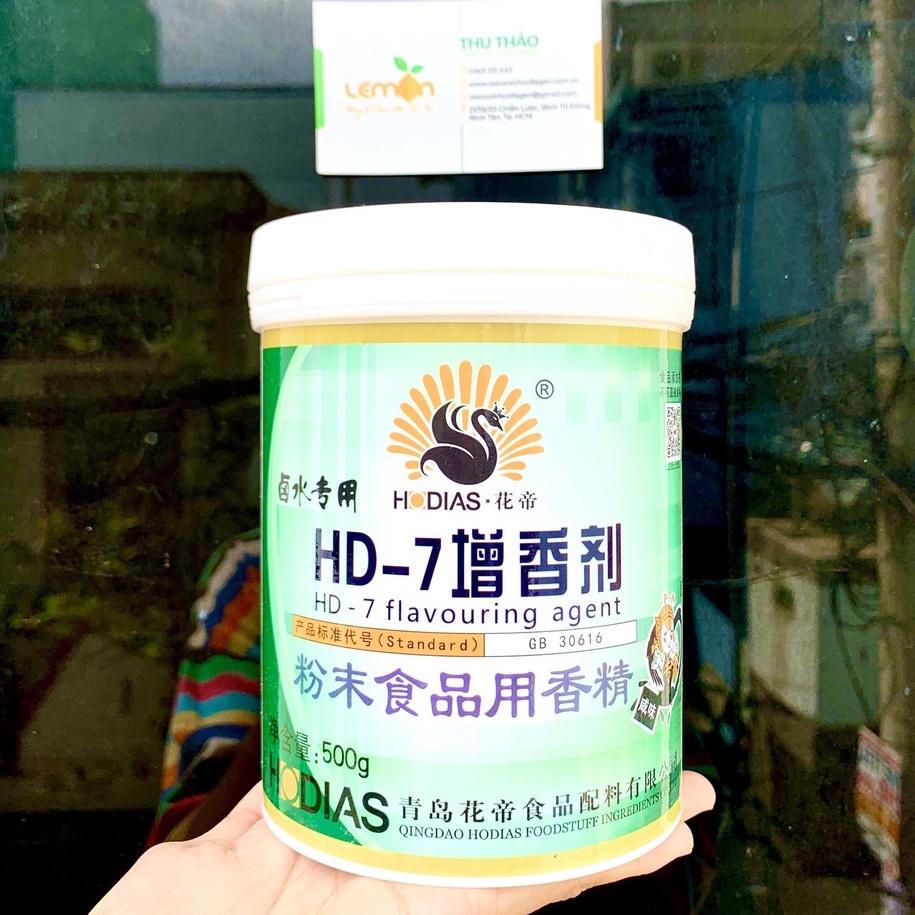 LEMON
THU THẢO
0969 331 643
®
HODIAS·花帝
卤水专用
HD-7增香剂
HD-7 flavouring agent
产品标准代号(Standard) GB 30616
粉末食品用香精
咸味
净含量:500g
HODIAS
青岛花帝食品配料有限公司
QINGDAO HODIAS FOODSTUFF INGREDIENTS